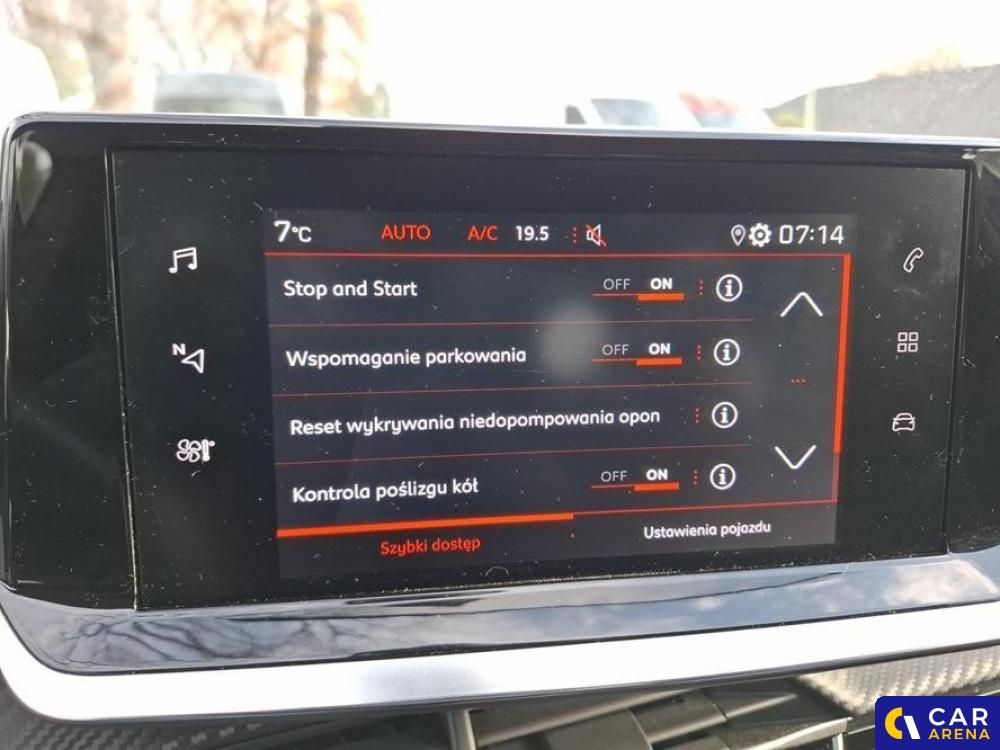 7°C AUTO A/C 19.5 07:14
Stop and Start OFF ON
N
Wspomaganie parkowania OFF ON
Reset wykrywania niedopompowania opon
Kontrola poślizgu kół OFF ON
Szybki dostęp Ustawienia pojazdu
CAR
ARENA